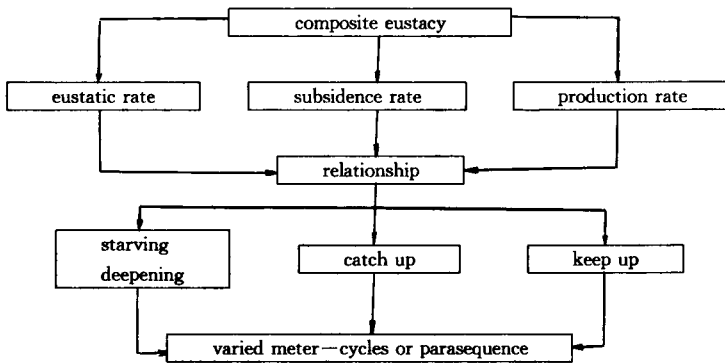 composite eustacy
eustatic rate
subsidence rate
production rate
relationship
starving
deepening
catch up
keep up
varied meter—cycles or parasequence